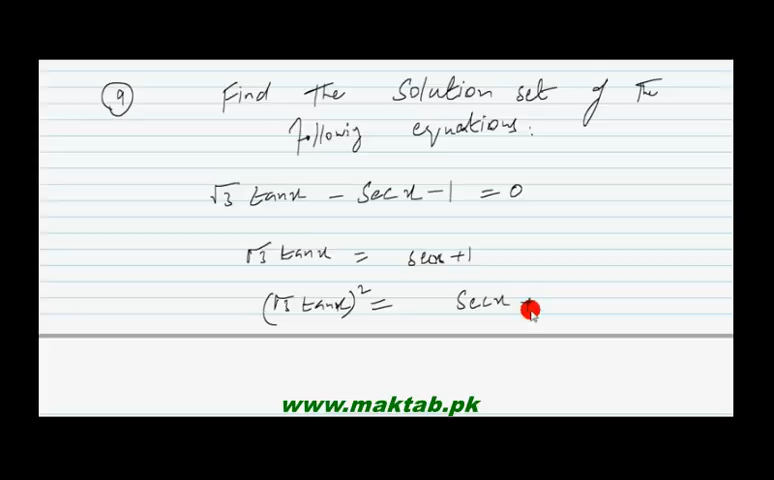 9 Find the solution set of the
followig equations:
√3 tanx - Secx - 1 = 0
√3 tanx = secx + 1
(√3 tanx)² = Secx +
www.maktab.pk